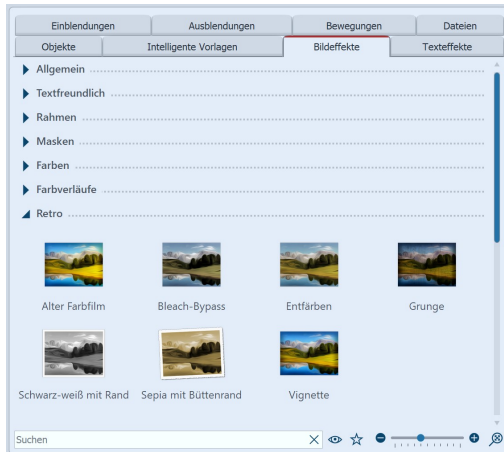 Einblendungen Ausblendungen Bewegungen Dateien
Objekte Intelligente Vorlagen Bildeffekte Texteffekte
Allgemein
Textfreundlich
Rahmen
Masken
Farben
Farbverläufe
Retro
Alter Farbfilm Bleach-Bypass Entfärben Grunge
Schwarz-weiß mit Rand Sepia mit Büttenrand Vignette
Suchen